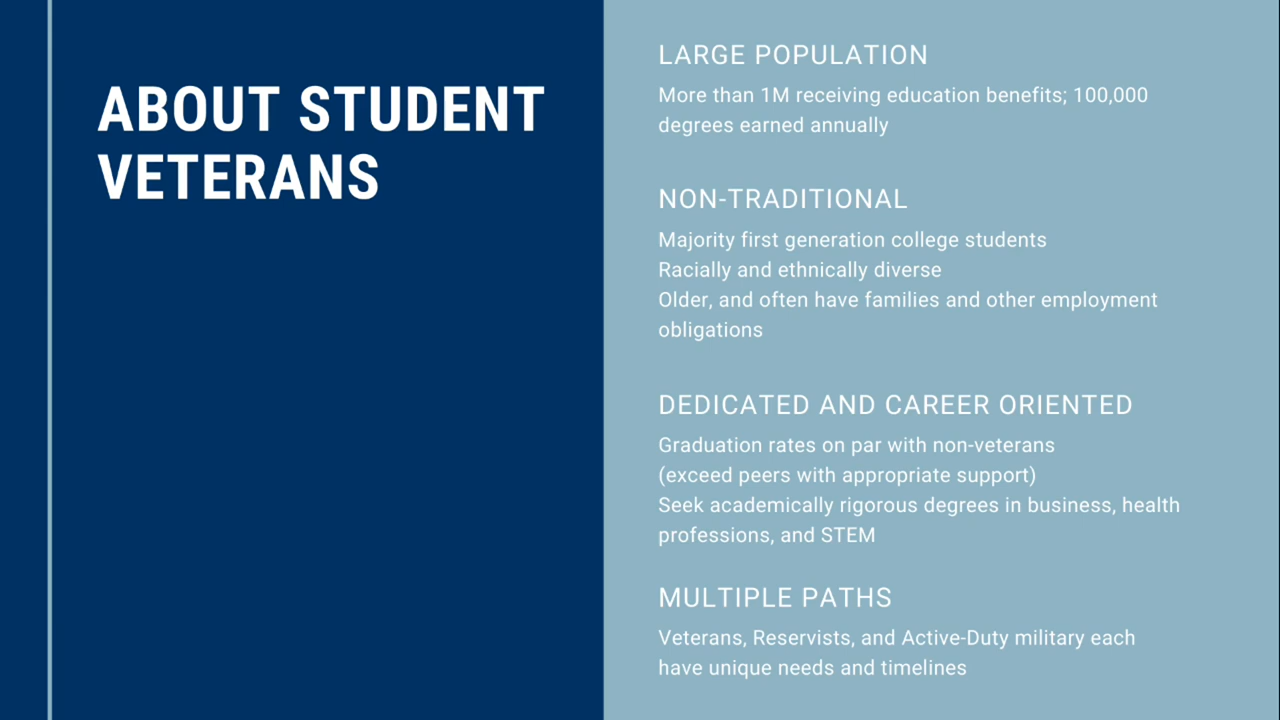 ABOUT STUDENT
VETERANS
LARGE POPULATION
More than 1M receiving education benefits; 100,000
degrees earned annually
NON-TRADITIONAL
Majority first generation college students
Racially and ethnically diverse
Older, and often have families and other employment
obligations
DEDICATED AND CAREER ORIENTED
Graduation rates on par with non-veterans
(exceed peers with appropriate support)
Seek academically rigorous degrees in business, health
professions, and STEM
MULTIPLE PATHS
Veterans, Reservists, and Active-Duty military each
have unique needs and timelines